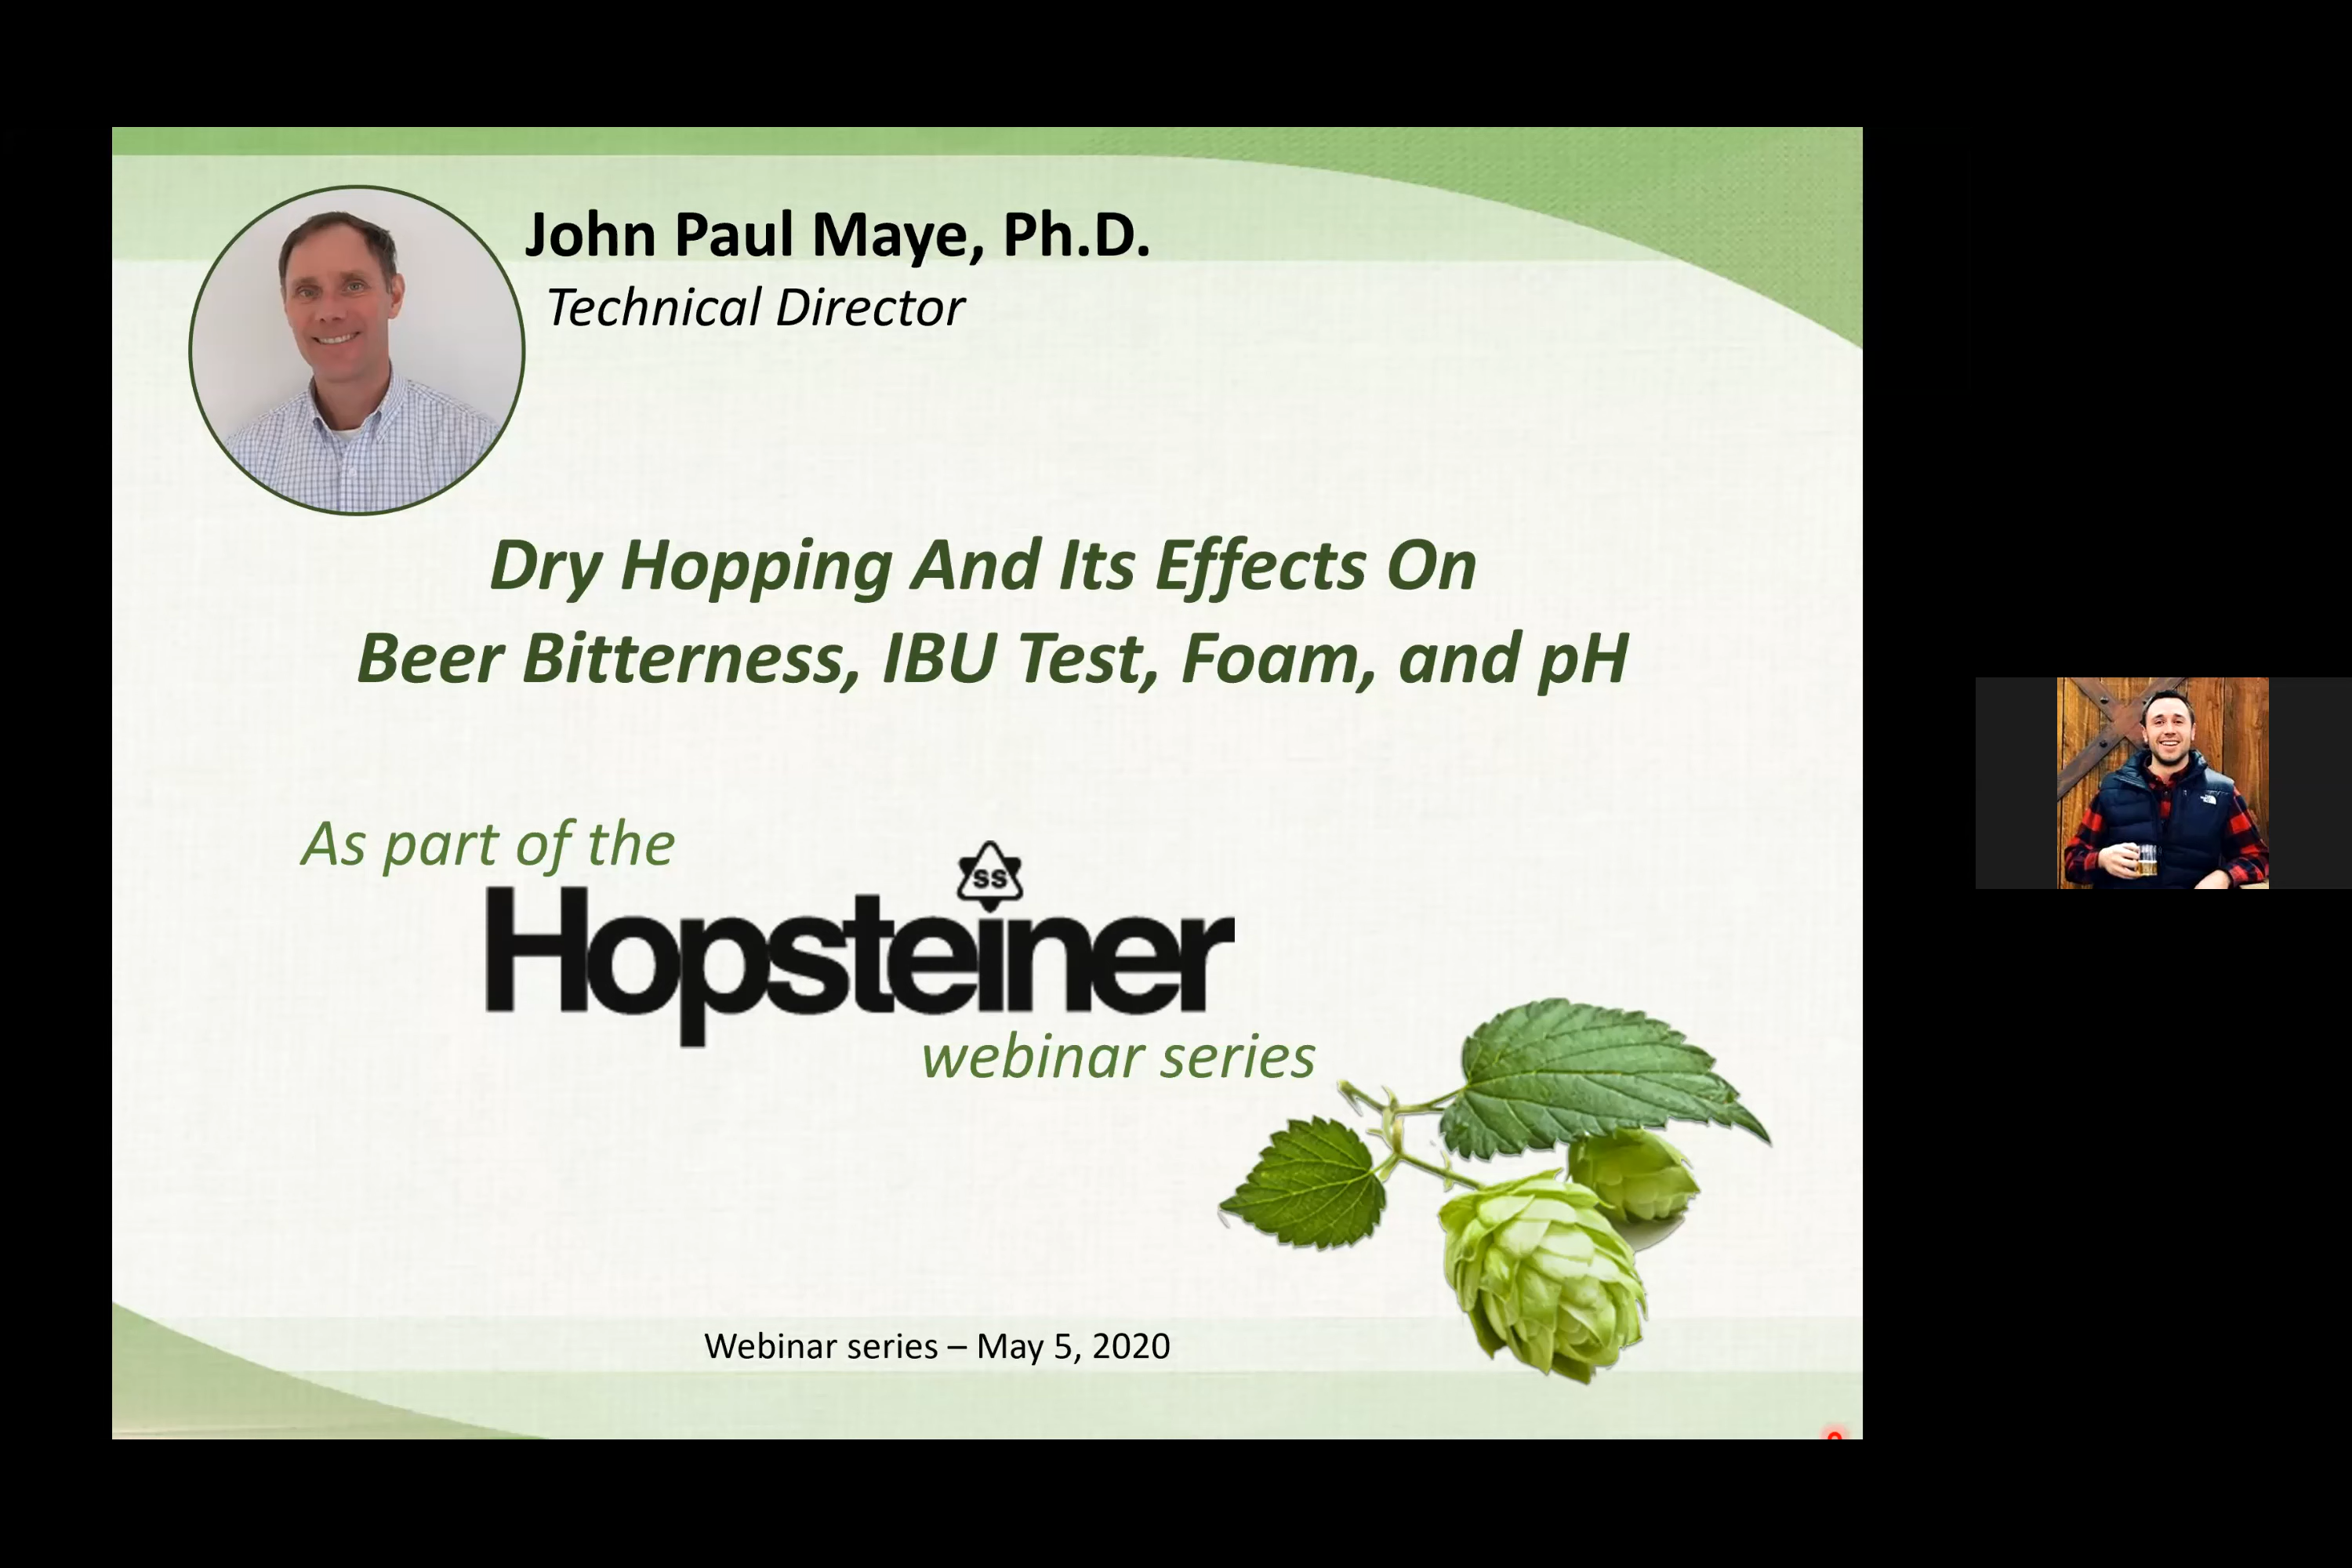 John Paul Maye, Ph.D.
Technical Director
Dry Hopping And Its Effects On
Beer Bitterness, IBU Test, Foam, and pH
As part of the
SS
Hopsteiner
webinar series
Webinar series – May 5, 2020